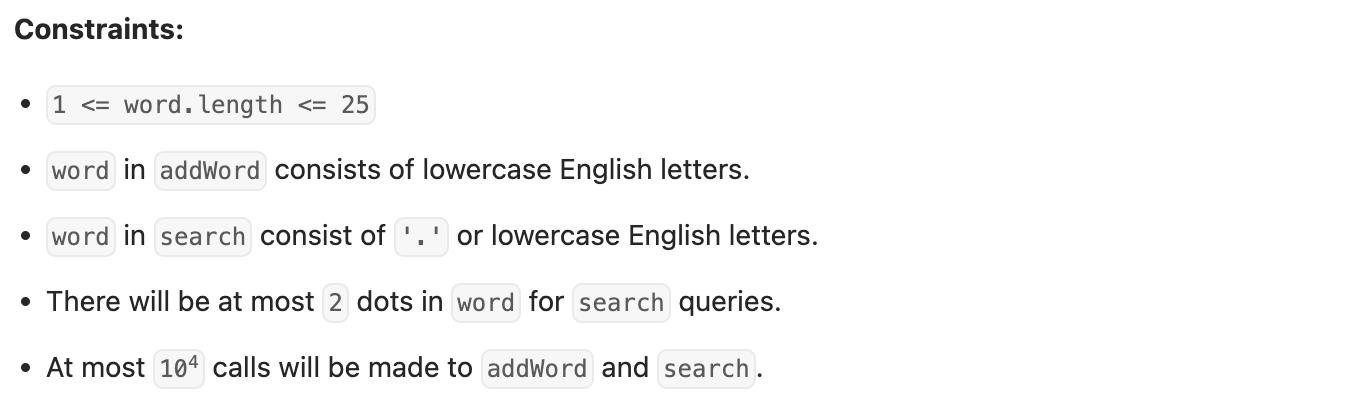 Constraints:
• 1 <= word.length <= 25
• word in addWord consists of lowercase English letters.
• word in search consist of '.' or lowercase English letters.
• There will be at most 2 dots in word for search queries.
• At most 10⁴ calls will be made to addWord and search.